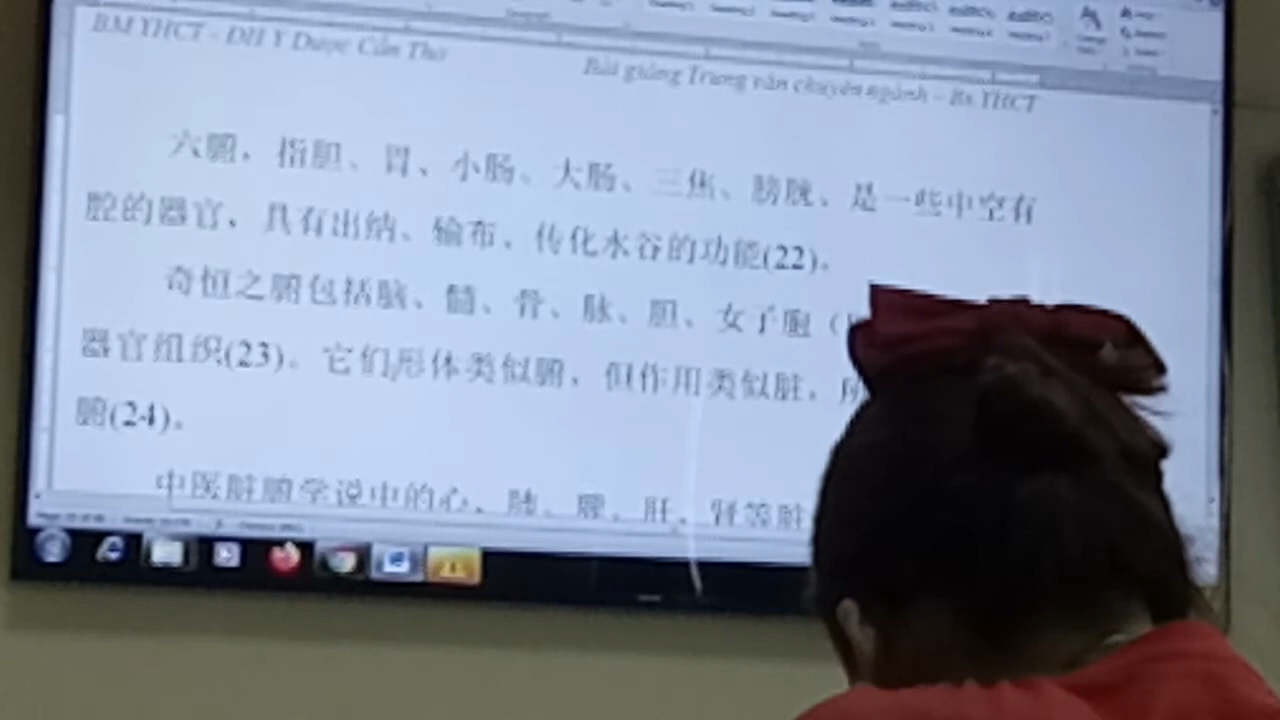 BM YHCT - ĐH Y Dược Cần Thơ
Bài giảng Trung văn chuyên ngành - Bs YHCT
六腑，指胆、胃、小肠、大肠、三焦、膀胱、是一些中空有
腔的器官，具有出纳、输布、传化水谷的功能(22)。
奇恒之腑包括脑、髓、骨、脉、胆、女子胞（
器官组织(23)。它们形体类似腑，但作用类似脏，所
腑(24)。
中医脏腑学说中的心、肺、脾、肝、肾等脏